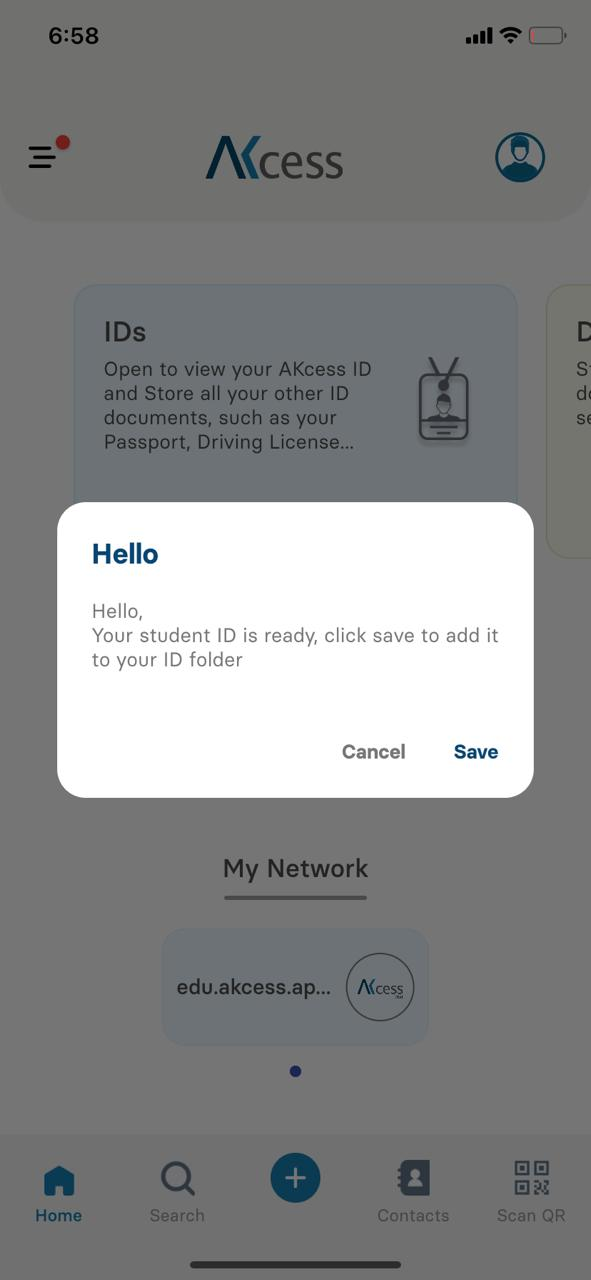 6:58
AKcess
IDs
Open to view your AKcess ID
and Store all your other ID
documents, such as your
Passport, Driving License...
D
S
d
se
Hello
Hello,
Your student ID is ready, click save to add it
to your ID folder
Cancel
Save
My Network
edu.akcess.ap...
AKcess
Home
Search
Contacts
Scan QR